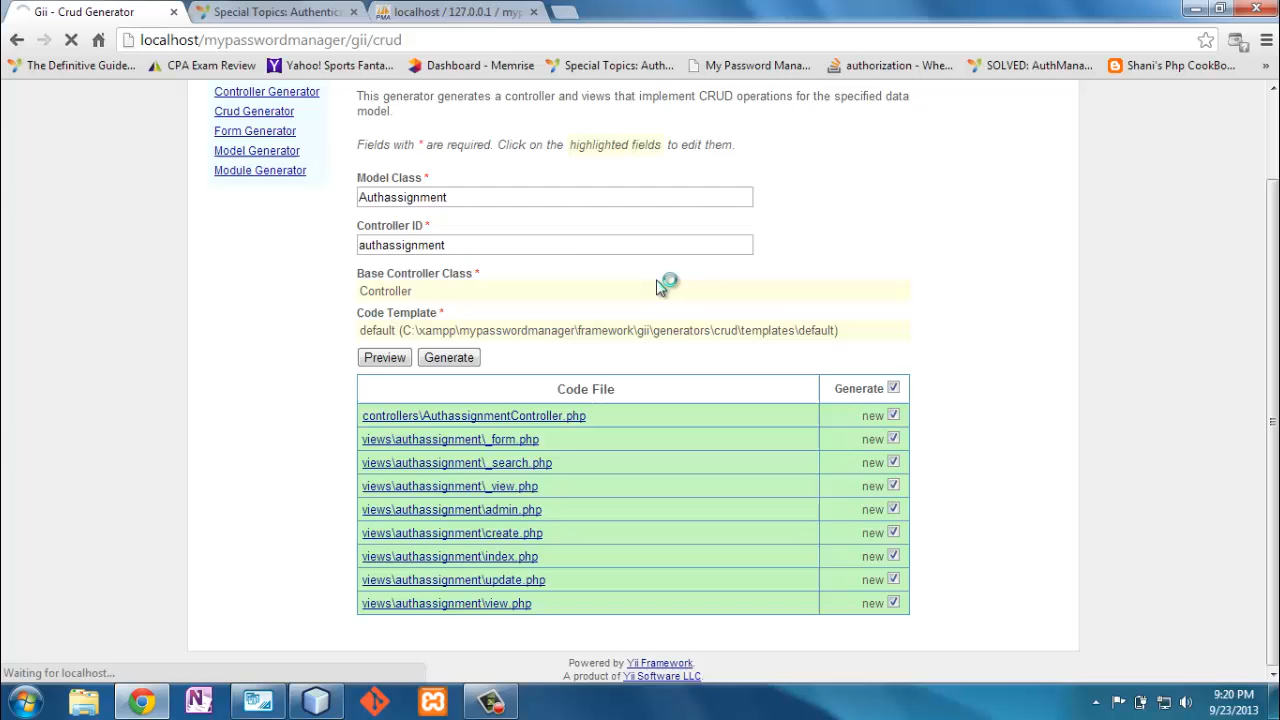 Gii - Crud Generator
Special Topics: Authentic
localhost / 127.0.0.1 / myp
localhost/mypasswordmanager/gii/crud
The Definitive Guide...
CPA Exam Review
Yahoo! Sports Fanta...
Dashboard - Memrise
Special Topics: Auth...
My Password Mana...
authorization - Whe...
SOLVED: AuthMana...
Shani's Php CookBo...
»
Controller Generator
Crud Generator
Form Generator
Model Generator
Module Generator
This generator generates a controller and views that implement CRUD operations for the specified data
model.
Fields with * are required. Click on the highlighted fields to edit them.
Model Class *
Authassignment
Controller ID *
authassignment
Base Controller Class *
Controller
Code Template *
default (C:\xampp\mypasswordmanager\framework\gii\generators\crud\templates\default)
Preview Generate
Code File Generate
controllers\AuthassignmentController.php new
views\authassignment\_form.php new
views\authassignment\_search.php new
views\authassignment\_view.php new
views\authassignment\admin.php new
views\authassignment\create.php new
views\authassignment\index.php new
views\authassignment\update.php new
views\authassignment\view.php new
Powered by Yii Framework.
A product of Yii Software LLC
Waiting for localhost...
9:20 PM
9/23/2013